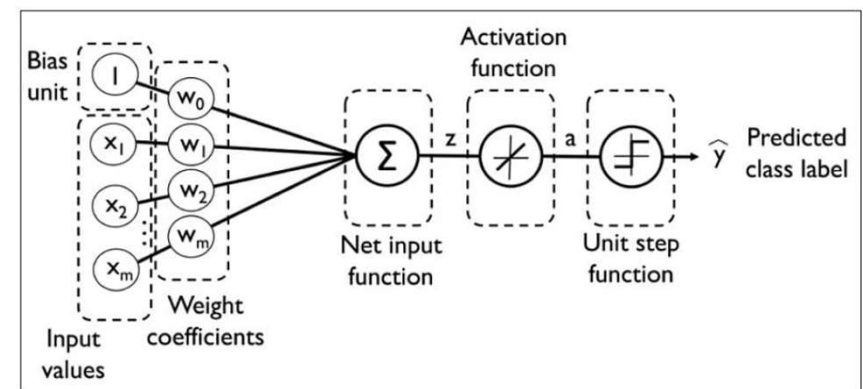 Activation
function
Bias
unit
1
w0
x1
w1
x2
w2
xm
wm
Σ
z
a
ŷ
Predicted
class label
Net input
function
Unit step
function
Weight
coefficients
Input
values